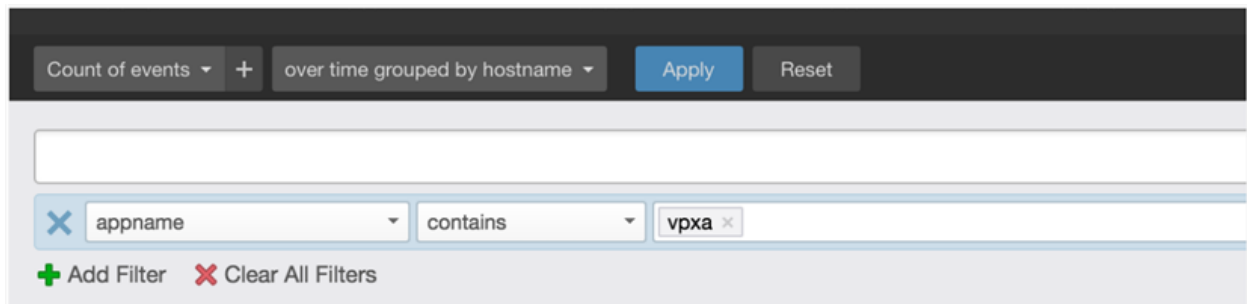 Count of events + over time grouped by hostname Apply Reset
appname contains vpxa ×
Add Filter Clear All Filters